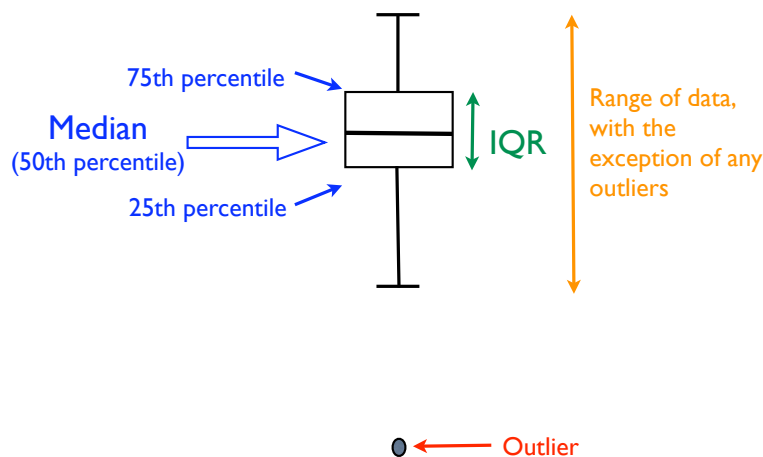 75th percentile
Median
(50th percentile)
25th percentile
IQR
Range of data,
with the
exception of any
outliers
Outlier